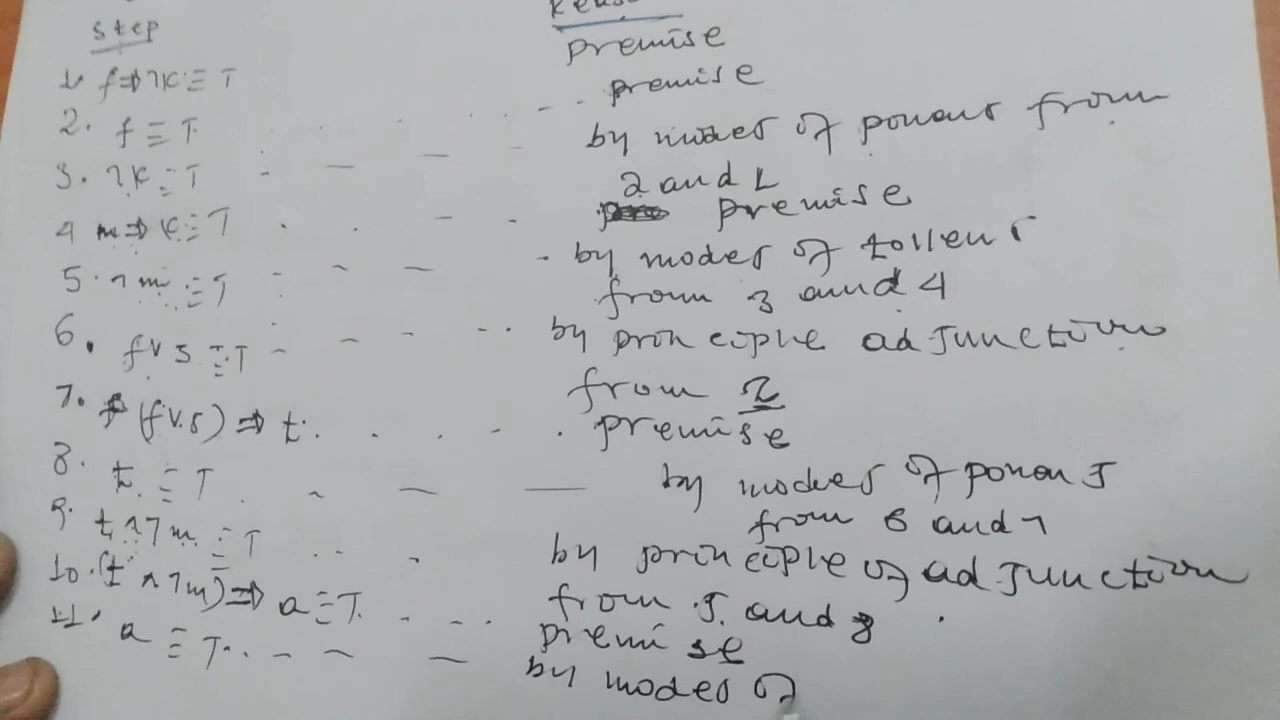 step
premise
1. f⇒¬k ≡ T
premise
2. f ≡ T
by modes of ponens from
3. ¬k ≡ T
2 and 1
4 m⇒k ≡ T
premise
5. ¬m ≡ T
by modes of tollens
from 3 and 4
6. f∨s ≡ T
by principle adjunction
from 2
7. (f∨s)⇒t
premise
8. t ≡ T
by modes of ponens
from 6 and 7
9. t∧¬m ≡ T
by principle of adjunction
from 5 and 8
10. (t∧¬m)⇒a ≡ T
premise
11. a ≡ T
by modes of